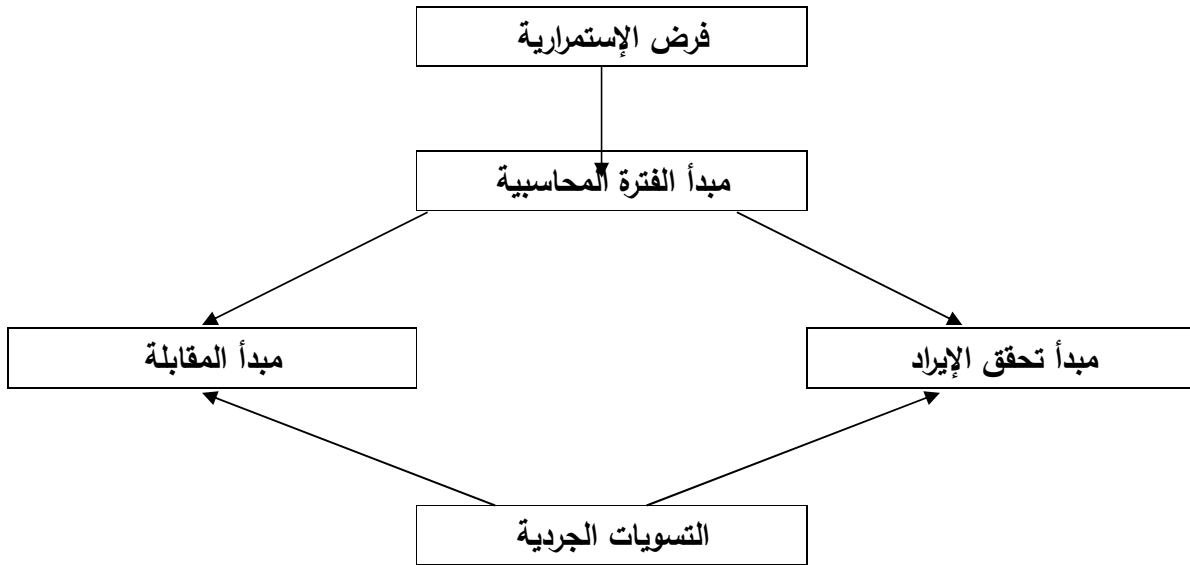 فرض الإستمرارية
مبدأ الفترة المحاسبية
مبدأ تحقق الإيراد
مبدأ المقابلة
التسويات الجردية